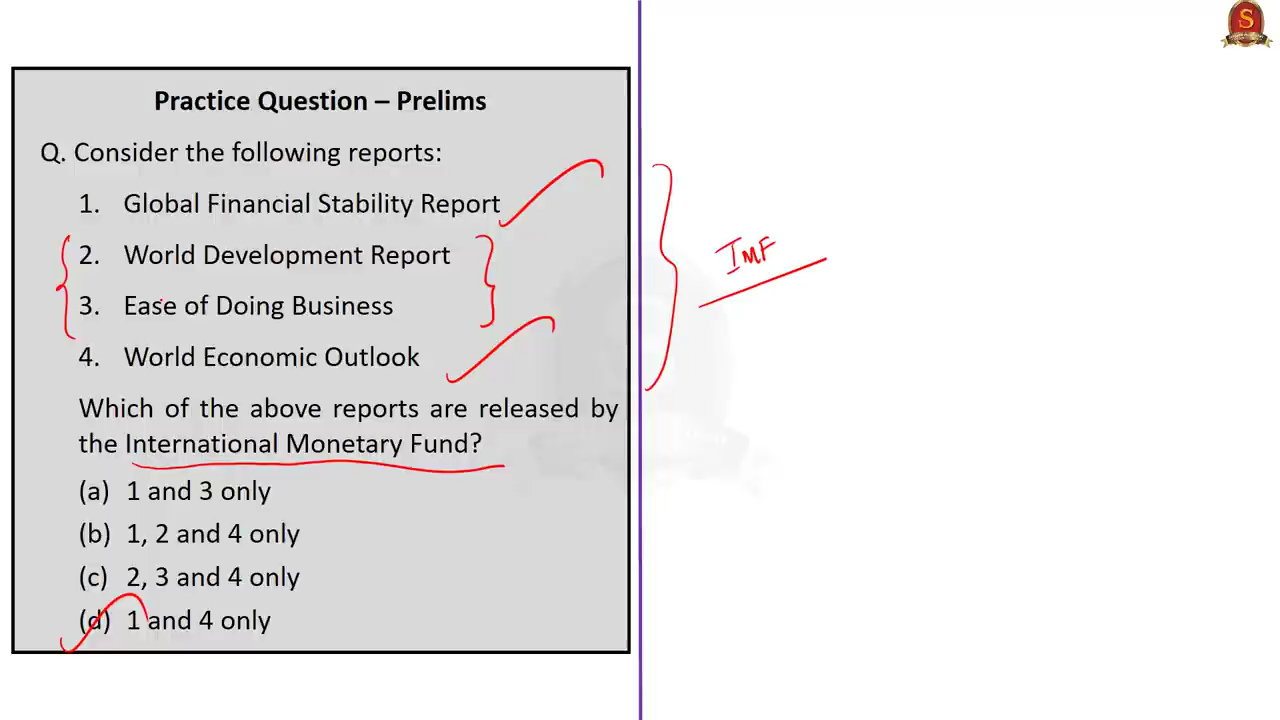 Practice Question – Prelims
Q. Consider the following reports:
1. Global Financial Stability Report
2. World Development Report
3. Ease of Doing Business
4. World Economic Outlook
Which of the above reports are released by
the International Monetary Fund?
(a) 1 and 3 only
(b) 1, 2 and 4 only
(c) 2, 3 and 4 only
(d) 1 and 4 only
IMF
S